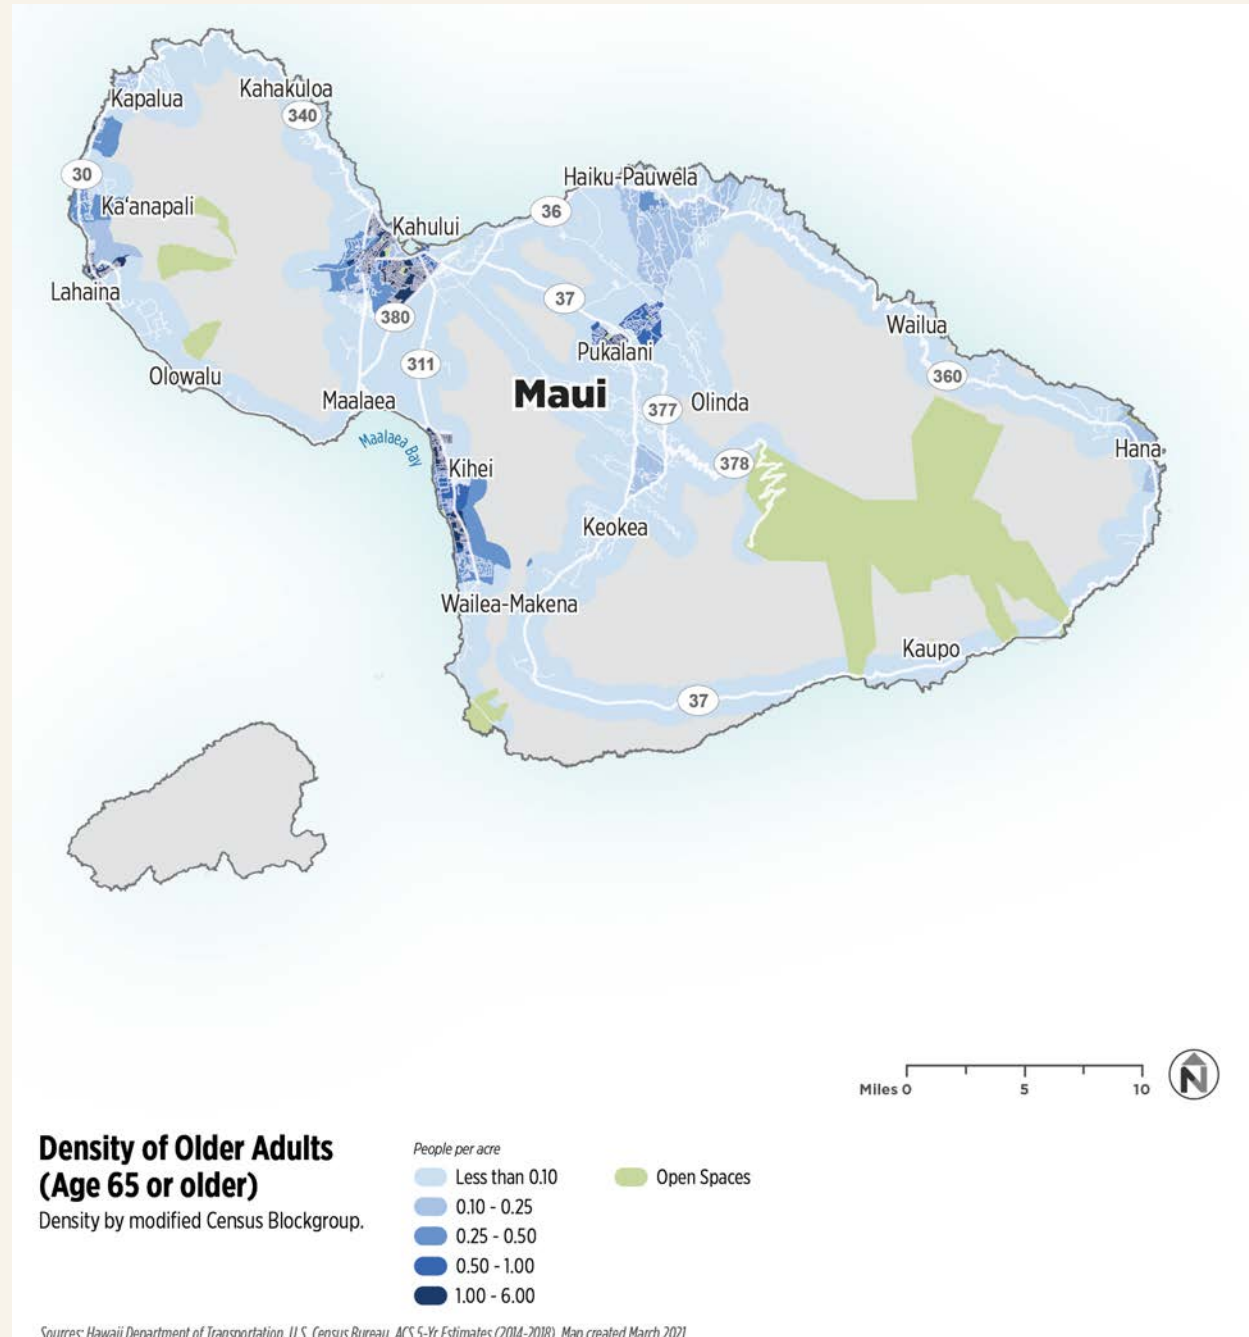 Kapalua
Kahakuloa
340
30
Haiku-Pauwela
Ka'anapali
36
Kahului
Lahaina
37
380
Wailua
Pukalani
311
360
Olowalu
Maui
Maalaea
377
Olinda
Maalaea Bay
Hana
Kihei
378
Keokea
Wailea-Makena
Kaupo
37
Miles 0 5 10
N
Density of Older Adults
(Age 65 or older)
Density by modified Census Blockgroup.
People per acre
Less than 0.10
0.10 - 0.25
0.25 - 0.50
0.50 - 1.00
1.00 - 6.00
Open Spaces
Sources: Hawaii Department of Transportation, U.S. Census Bureau, ACS 5-Yr Estimates (2014-2018). Map created March 2021.